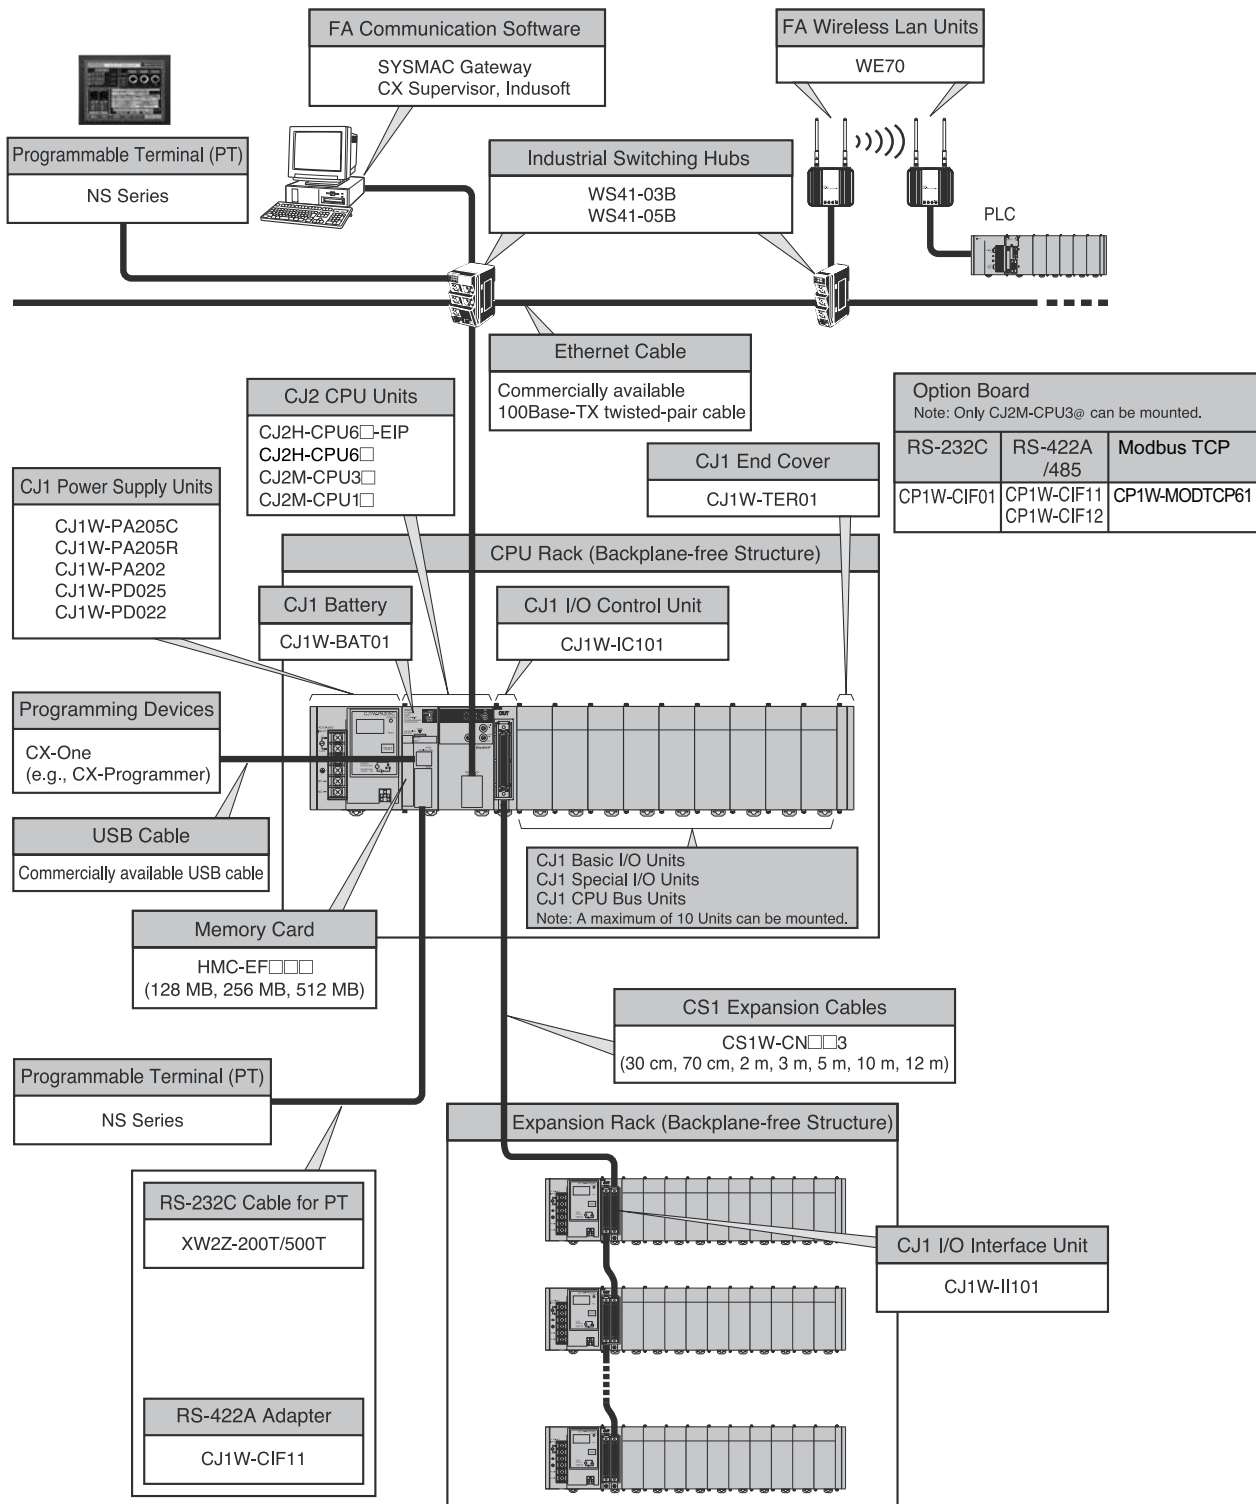 FA Communication Software
SYSMAC Gateway
CX Supervisor, Indusoft
FA Wireless Lan Units
WE70
Programmable Terminal (PT)
NS Series
Industrial Switching Hubs
WS41-03B
WS41-05B
PLC
Ethernet Cable
Commercially available
100Base-TX twisted-pair cable
CJ2 CPU Units
CJ2H-CPU6□-EIP
CJ2H-CPU6□
CJ2M-CPU3□
CJ2M-CPU1□
Option Board
Note: Only CJ2M-CPU3@ can be mounted.
RS-232C
RS-422A
/485
Modbus TCP
CP1W-CIF01
CP1W-CIF11
CP1W-CIF12
CP1W-MODTCP61
CJ1 Power Supply Units
CJ1W-PA205C
CJ1W-PA205R
CJ1W-PA202
CJ1W-PD025
CJ1W-PD022
CJ1 End Cover
CJ1W-TER01
CPU Rack (Backplane-free Structure)
CJ1 Battery
CJ1W-BAT01
CJ1 I/O Control Unit
CJ1W-IC101
OUT
Programming Devices
CX-One
(e.g., CX-Programmer)
USB Cable
Commercially available USB cable
CJ1 Basic I/O Units
CJ1 Special I/O Units
CJ1 CPU Bus Units
Note: A maximum of 10 Units can be mounted.
Memory Card
HMC-EF□□□
(128 MB, 256 MB, 512 MB)
CS1 Expansion Cables
CS1W-CN□□3
(30 cm, 70 cm, 2 m, 3 m, 5 m, 10 m, 12 m)
Programmable Terminal (PT)
NS Series
Expansion Rack (Backplane-free Structure)
RS-232C Cable for PT
XW2Z-200T/500T
CJ1 I/O Interface Unit
CJ1W-II101
RS-422A Adapter
CJ1W-CIF11